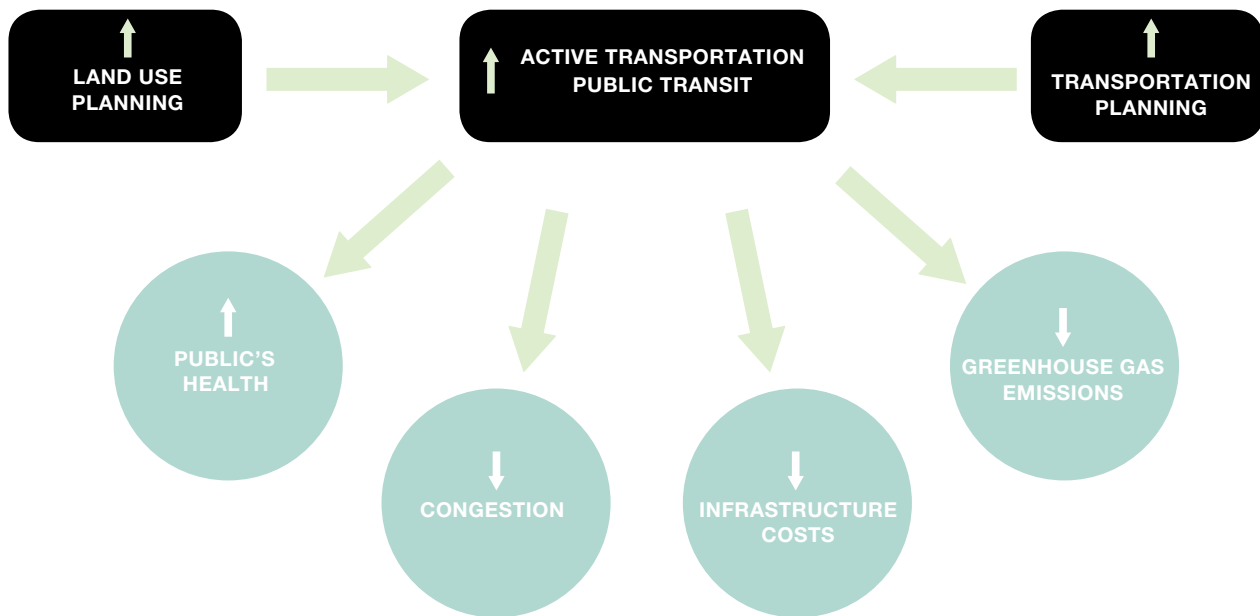 LAND USE
PLANNING
ACTIVE TRANSPORTATION
PUBLIC TRANSIT
TRANSPORTATION
PLANNING
PUBLIC’S
HEALTH
CONGESTION
INFRASTRUCTURE
COSTS
GREENHOUSE GAS
EMISSIONS